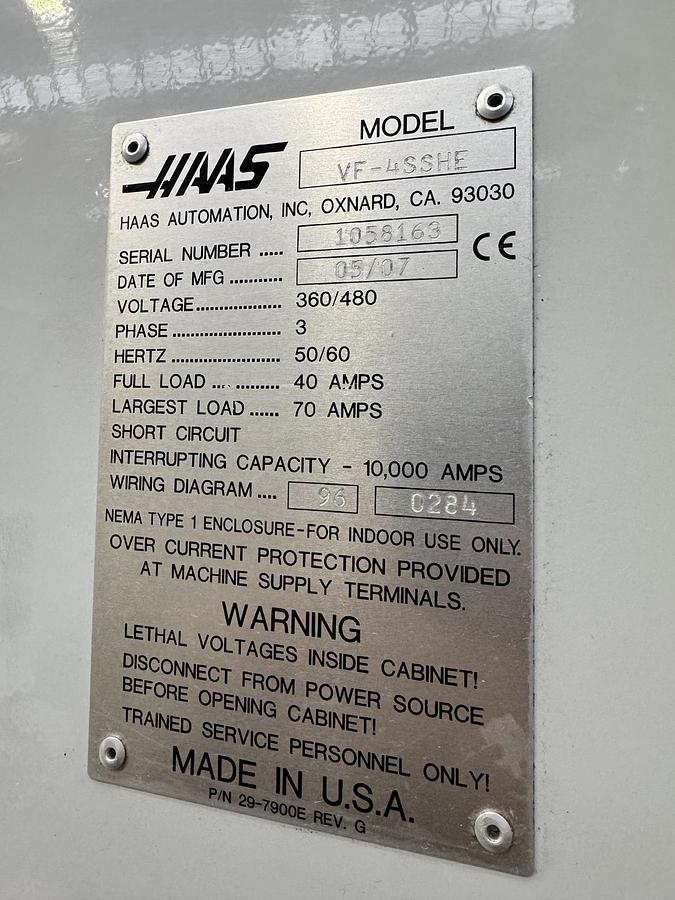 MODEL
HAAS VF-4SSHE
HAAS AUTOMATION, INC, OXNARD, CA. 93030
SERIAL NUMBER ..... 1058163
DATE OF MFG ........... 05/07
CE
VOLTAGE ..................... 360/480
PHASE .......................... 3
HERTZ .......................... 50/60
FULL LOAD ... .......... 40 AMPS
LARGEST LOAD ...... 70 AMPS
SHORT CIRCUIT
INTERRUPTING CAPACITY - 10,000 AMPS
WIRING DIAGRAM .... 96 0284
NEMA TYPE 1 ENCLOSURE-FOR INDOOR USE ONLY.
OVER CURRENT PROTECTION PROVIDED
AT MACHINE SUPPLY TERMINALS.
WARNING
LETHAL VOLTAGES INSIDE CABINET!
DISCONNECT FROM POWER SOURCE
BEFORE OPENING CABINET!
TRAINED SERVICE PERSONNEL ONLY!
MADE IN U.S.A.
P/N 29-7900E REV. G